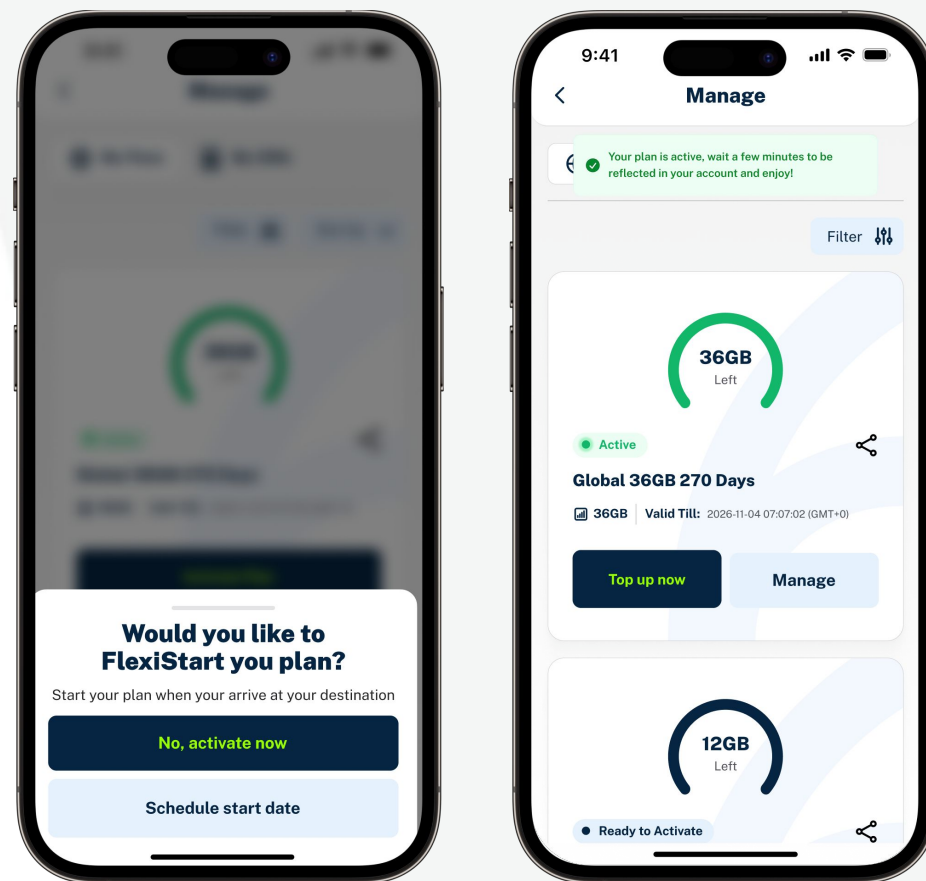 Would you like to
FlexiStart you plan?
Start your plan when your arrive at your destination
No, activate now
Schedule start date
9:41
Manage
Your plan is active, wait a few minutes to be
reflected in your account and enjoy!
Filter
36GB
Left
Active
Global 36GB 270 Days
36GB Valid Till: 2026-11-04 07:07:02 (GMT+0)
Top up now Manage
12GB
Left
Ready to Activate